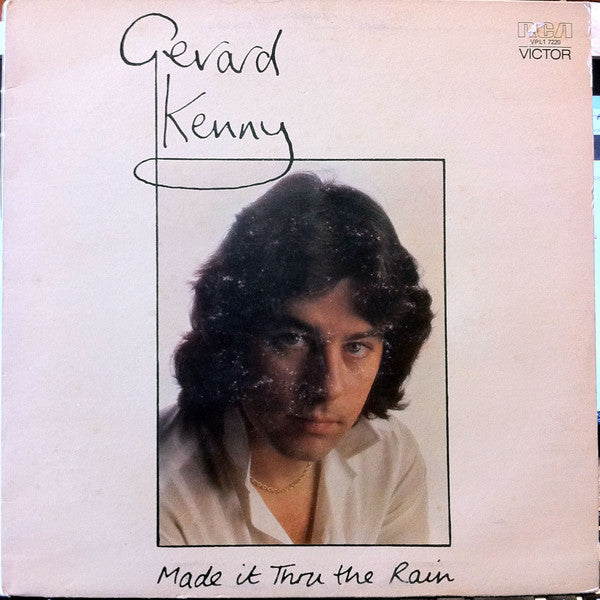 Gerard
Kenny
RCA
VPL1 7220
VICTOR
Made it Thru the Rain